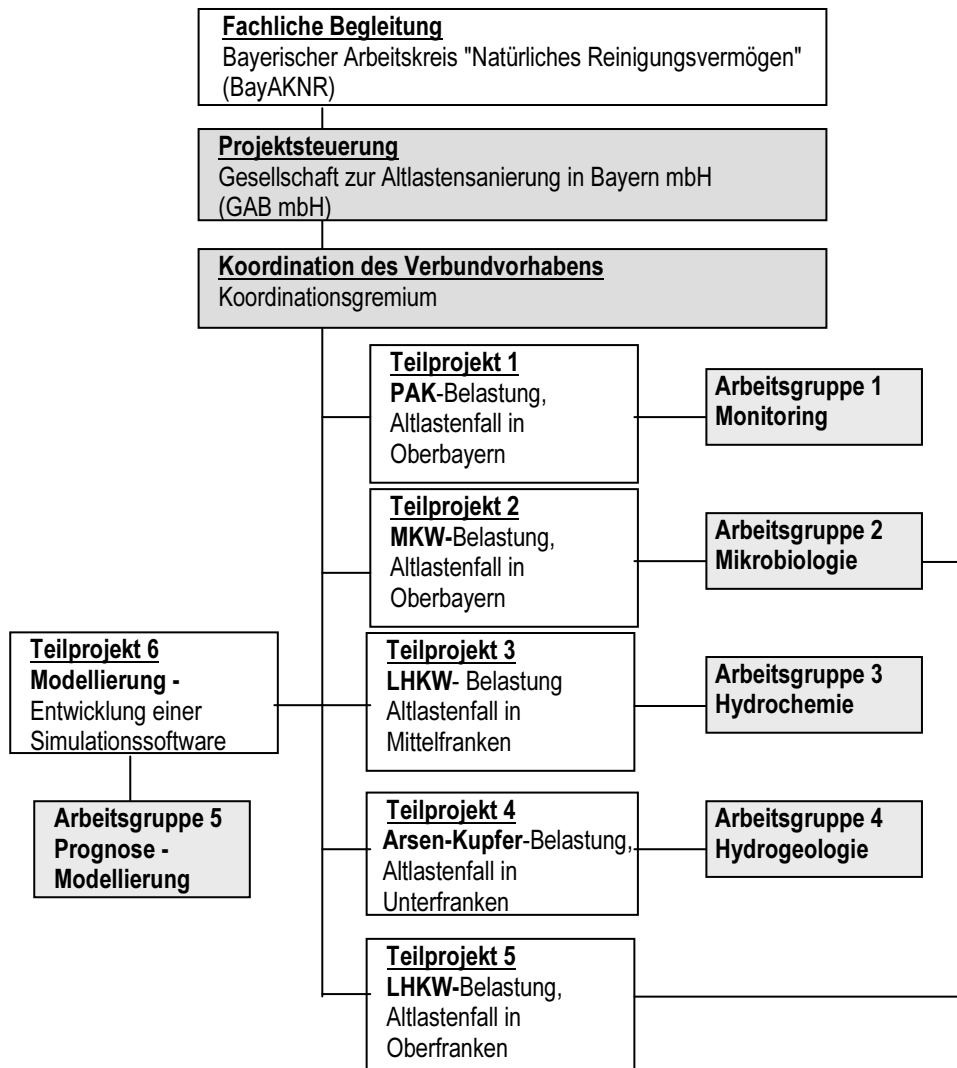 Fachliche Begleitung
Bayerischer Arbeitskreis "Natürliches Reinigungsvermögen"
(BayAKNR)
Projektsteuerung
Gesellschaft zur Altlastensanierung in Bayern mbH
(GAB mbH)
Koordination des Verbundvorhabens
Koordinationsgremium
Teilprojekt 1
PAK-Belastung,
Altlastenfall in
Oberbayern
Arbeitsgruppe 1
Monitoring
Teilprojekt 2
MKW-Belastung,
Altlastenfall in
Oberbayern
Arbeitsgruppe 2
Mikrobiologie
Teilprojekt 6
Modellierung -
Entwicklung einer
Simulationssoftware
Teilprojekt 3
LHKW- Belastung
Altlastenfall in
Mittelfranken
Arbeitsgruppe 3
Hydrochemie
Arbeitsgruppe 5
Prognose -
Modellierung
Teilprojekt 4
Arsen-Kupfer-Belastung,
Altlastenfall in
Unterfranken
Arbeitsgruppe 4
Hydrogeologie
Teilprojekt 5
LHKW-Belastung,
Altlastenfall in
Oberfranken